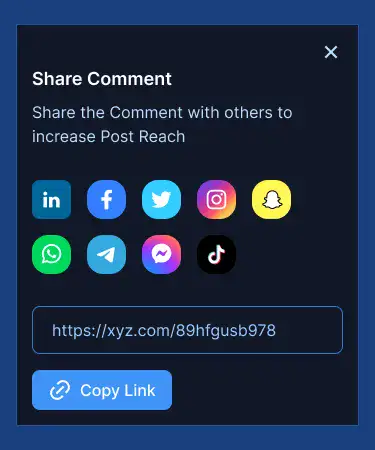 Share Comment
Share the Comment with others to
increase Post Reach
in
https://xyz.com/89hfgusb978
Copy Link